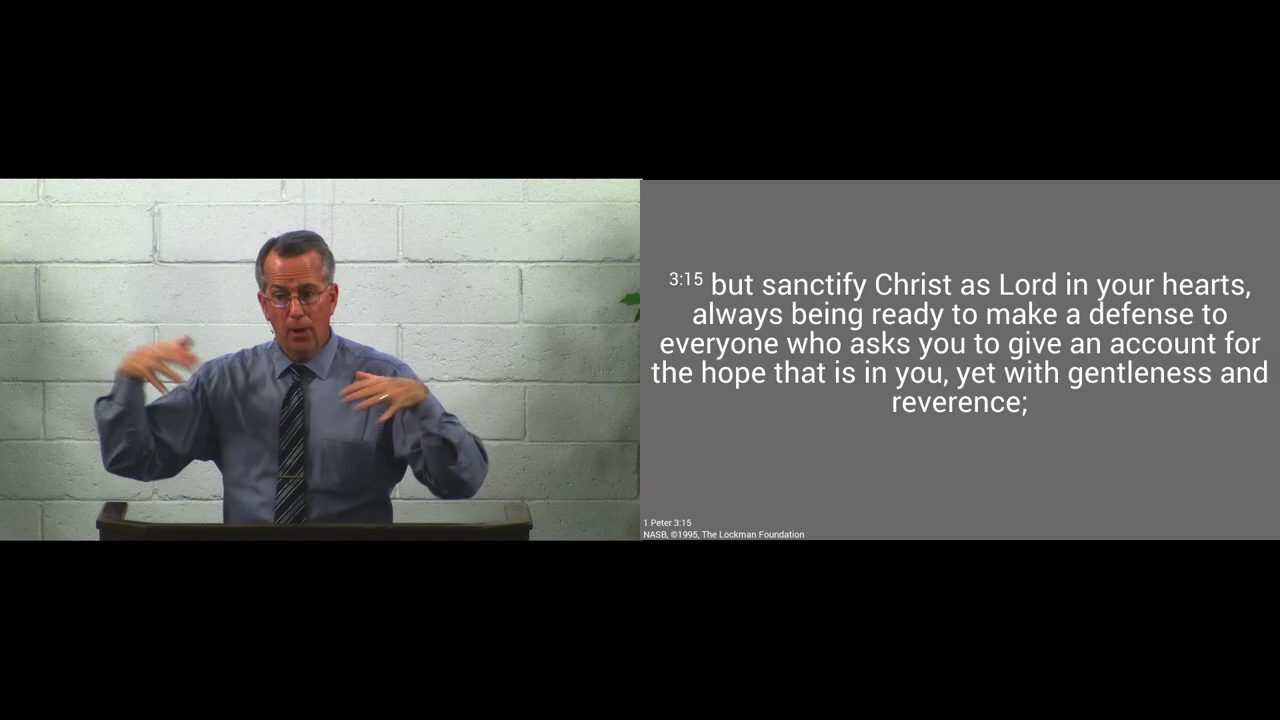 3:15 but sanctify Christ as Lord in your hearts,
always being ready to make a defense to
everyone who asks you to give an account for
the hope that is in you, yet with gentleness and
reverence;
1 Peter 3:15
NASB, ©1995, The Lockman Foundation